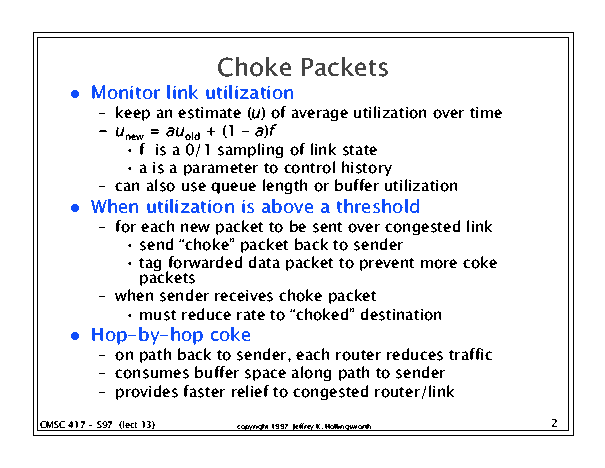 Choke Packets
● Monitor link utilization
– keep an estimate (u) of average utilization over time
– unew = auold + (1 – a)f
• f is a 0/1 sampling of link state
• a is a parameter to control history
– can also use queue length or buffer utilization
● When utilization is above a threshold
– for each new packet to be sent over congested link
• send “choke” packet back to sender
• tag forwarded data packet to prevent more coke
packets
– when sender receives choke packet
• must reduce rate to “choked” destination
● Hop-by-hop coke
– on path back to sender, each router reduces traffic
– consumes buffer space along path to sender
– provides faster relief to congested router/link
CMSC 417 - S97 (lect 13)
copyright 1997 Jeffrey K. Hollingsworth
2